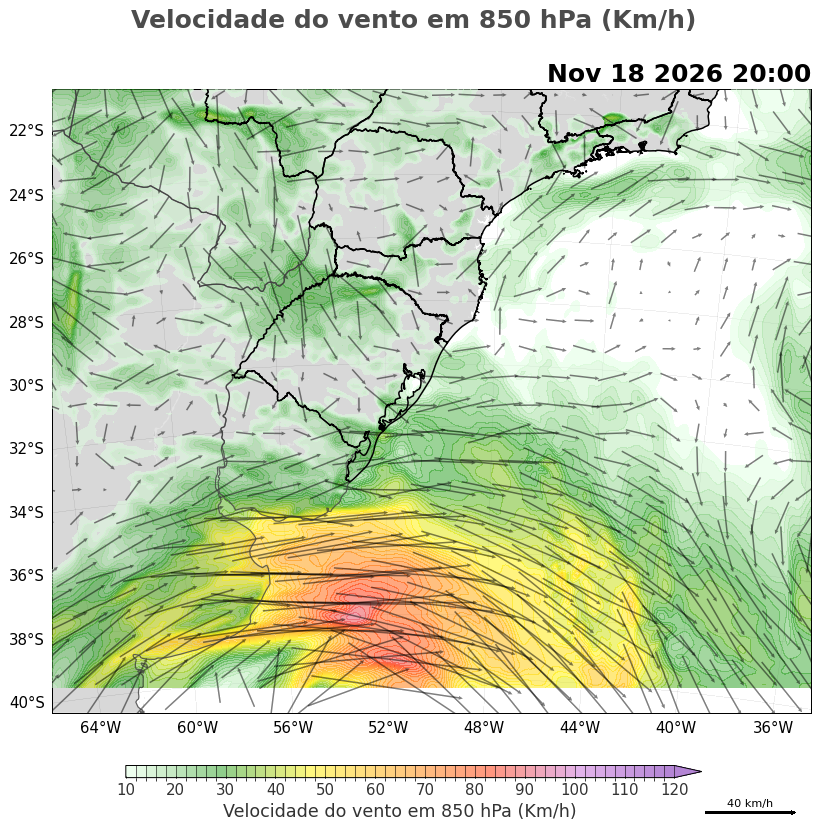 Velocidade do vento em 850 hPa (Km/h)
Nov 18 2026 20:00
22°S
24°S
26°S
28°S
30°S
32°S
34°S
36°S
38°S
40°S
64°W 60°W 56°W 52°W 48°W 44°W 40°W 36°W
10 20 30 40 50 60 70 80 90 100 110 120
Velocidade do vento em 850 hPa (Km/h)
40 km/h